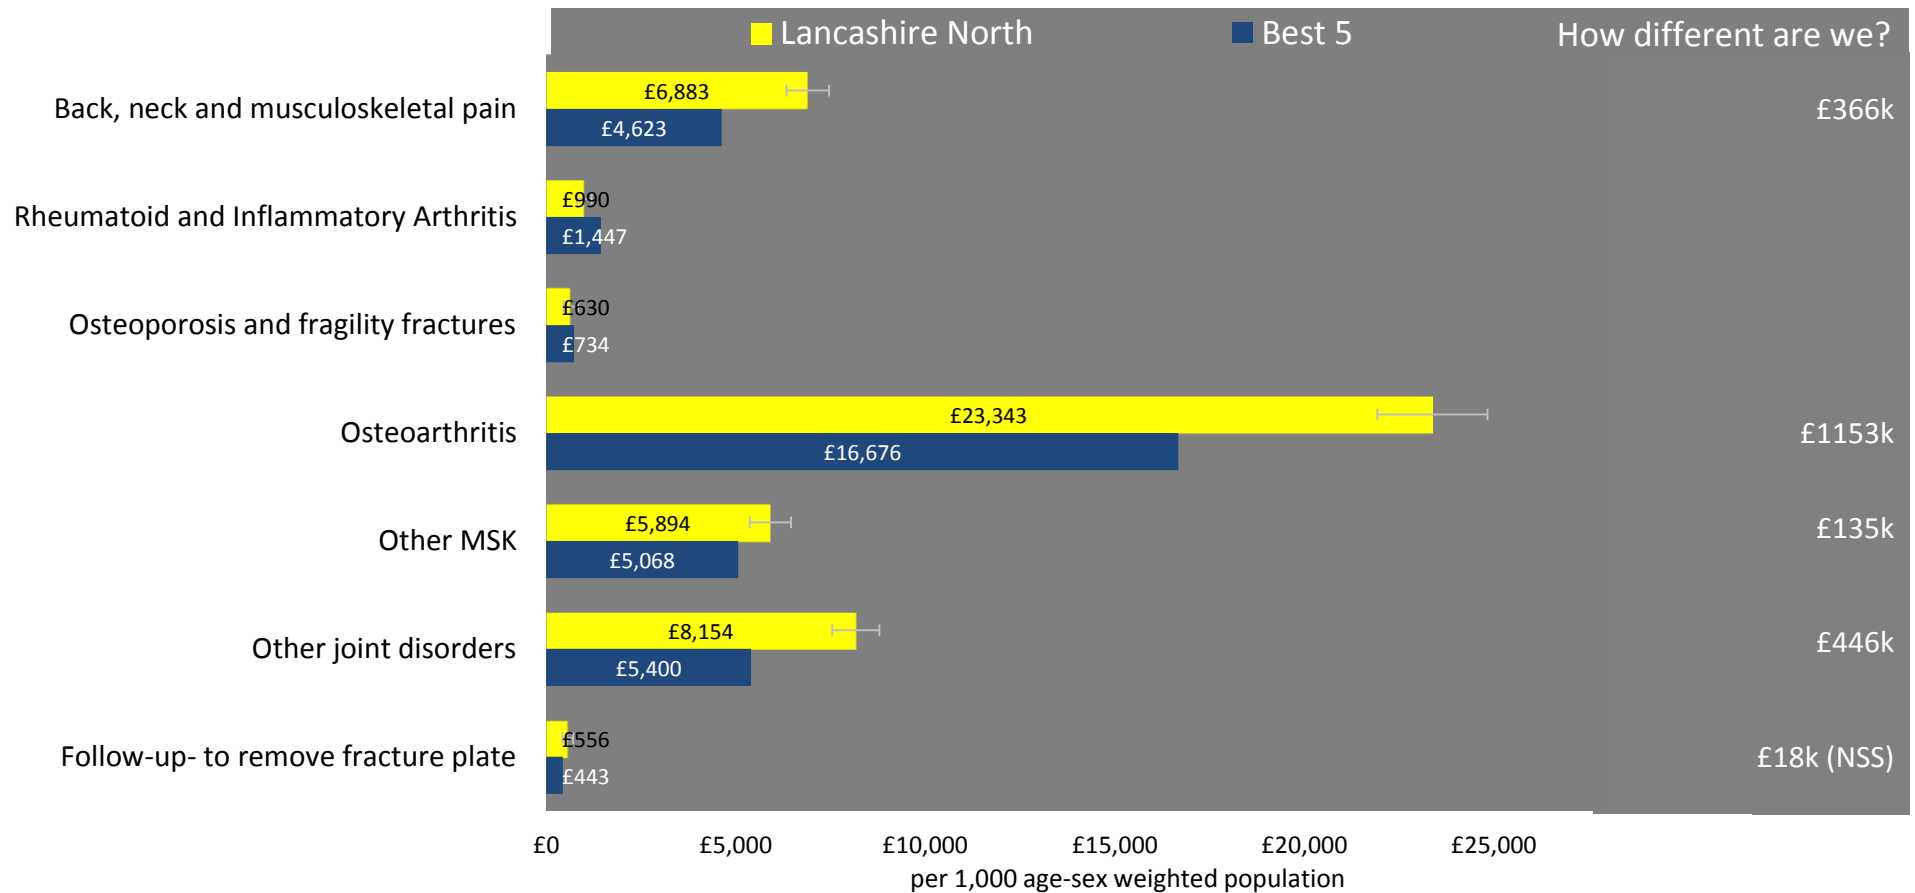 Lancashire North
Best 5
How different are we?
Back, neck and musculoskeletal pain
£6,883
£4,623
£366k
Rheumatoid and Inflammatory Arthritis
£990
£1,447
Osteoporosis and fragility fractures
£630
£734
Osteoarthritis
£23,343
£16,676
£1153k
Other MSK
£5,894
£5,068
£135k
Other joint disorders
£8,154
£5,400
£446k
Follow-up- to remove fracture plate
£556
£443
£18k (NSS)
£0 £5,000 £10,000 £15,000 £20,000 £25,000
per 1,000 age-sex weighted population